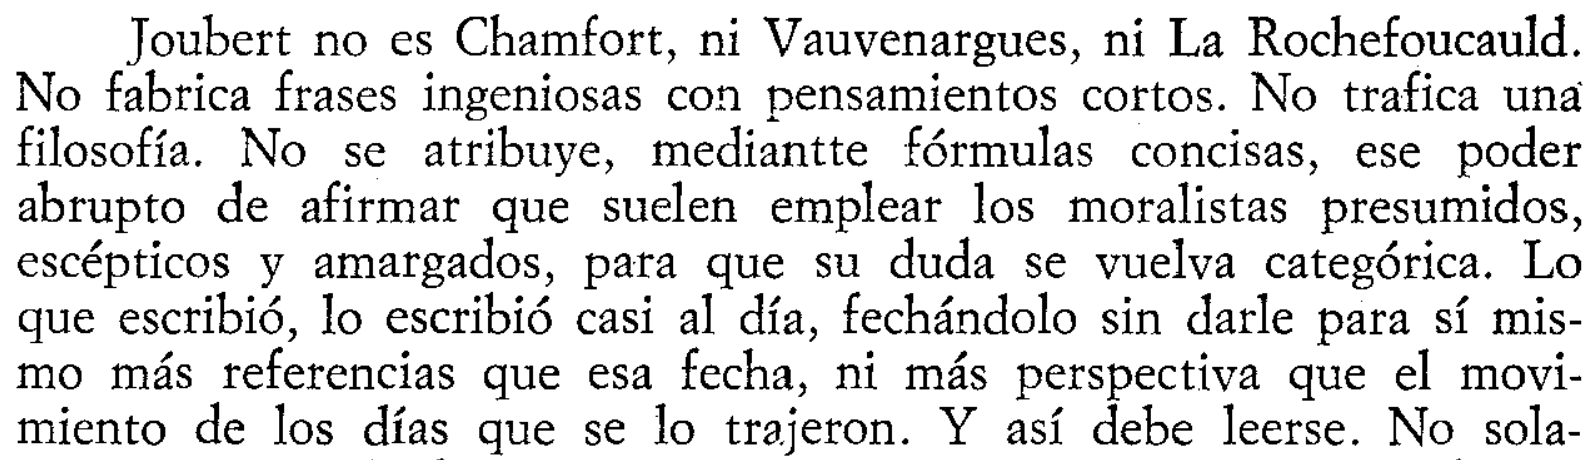 Joubert no es Chamfort, ni Vauvenargues, ni La Rochefoucauld.
No fabrica frases ingeniosas con pensamientos cortos. No trafica una
filosofía. No se atribuye, mediantte fórmulas concisas, ese poder
abrupto de afirmar que suelen emplear los moralistas presumidos,
escépticos y amargados, para que su duda se vuelva categórica. Lo
que escribió, lo escribió casi al día, fechándolo sin darle para sí mis-
mo más referencias que esa fecha, ni más perspectiva que el movi-
miento de los días que se lo trajeron. Y así debe leerse. No sola-